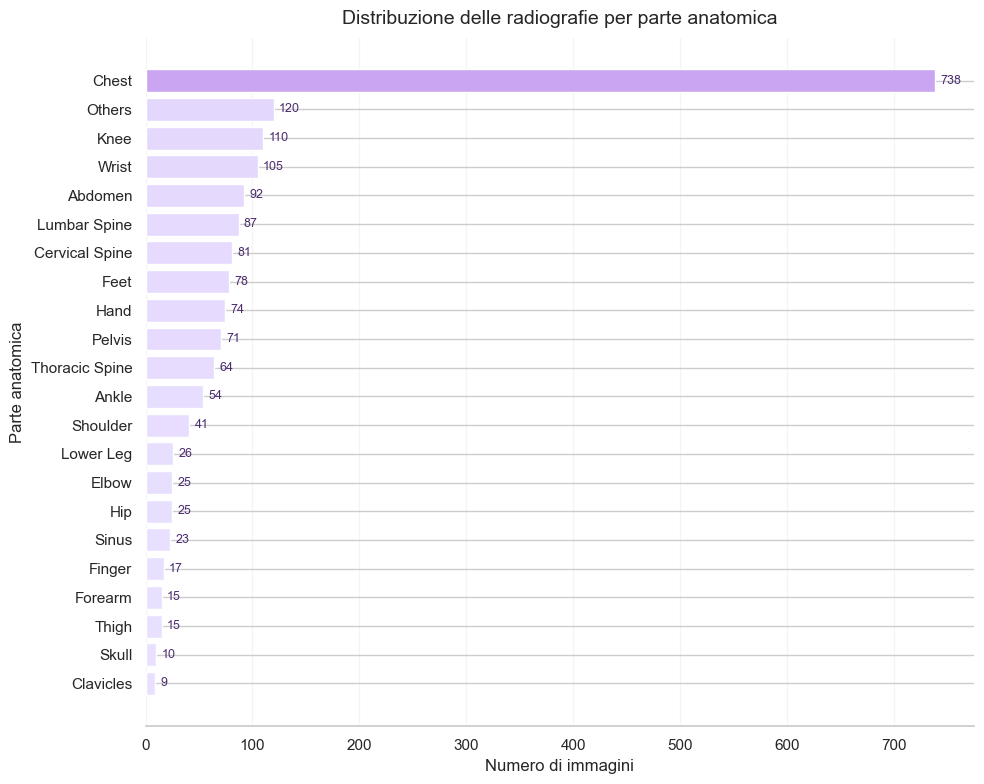 Distribuzione delle radiografie per parte anatomica
Parte anatomica
Chest 738
Others 120
Knee 110
Wrist 105
Abdomen 92
Lumbar Spine 87
Cervical Spine 81
Feet 78
Hand 74
Pelvis 71
Thoracic Spine 64
Ankle 54
Shoulder 41
Lower Leg 26
Elbow 25
Hip 25
Sinus 23
Finger 17
Forearm 15
Thigh 15
Skull 10
Clavicles 9
0 100 200 300 400 500 600 700
Numero di immagini